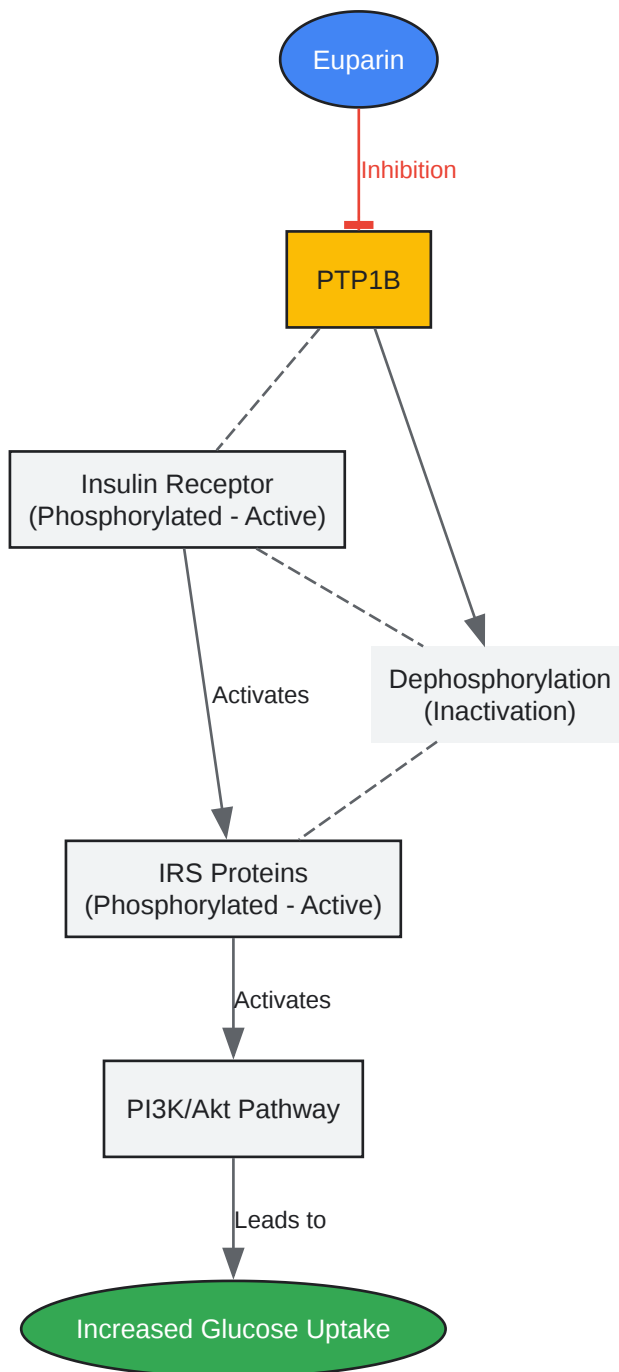 Euparin
Inhibition
PTP1B
Insulin Receptor
(Phosphorylated - Active)
Activates
Dephosphorylation
(Inactivation)
IRS Proteins
(Phosphorylated - Active)
Activates
PI3K/Akt Pathway
Leads to
Increased Glucose Uptake